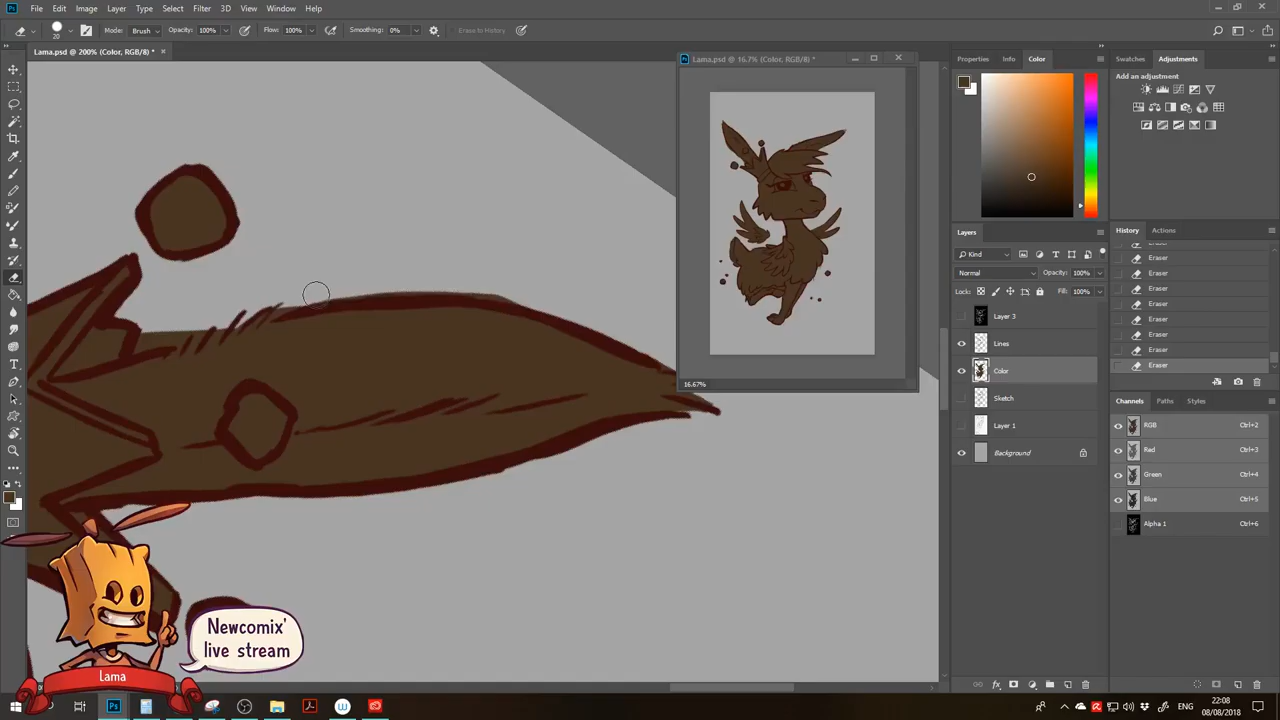 File Edit Image Layer Type Select Filter 3D View Window Help
20 Mode: Brush Opacity: 100% Flow: 100% Smoothing: 0% Erase to History
Lama.psd @ 200% (Color, RGB/8) *
Lama.psd @ 16.7% (Color, RGB/8) *
16.67%
Properties Info Color
Swatches Adjustments
Add an adjustment
Layers
Kind
Normal Opacity: 100%
Lock: Fill: 100%
Layer 3
Lines
Color
Sketch
Layer 1
Background
History Actions
Eraser
Eraser
Eraser
Eraser
Eraser
Eraser
Eraser
Eraser
Channels Paths Styles
RGB Ctrl+2
Red Ctrl+3
Green Ctrl+4
Blue Ctrl+5
Alpha 1 Ctrl+6
Newcomix'
live stream
Lama
ENG
22:08
08/08/2018